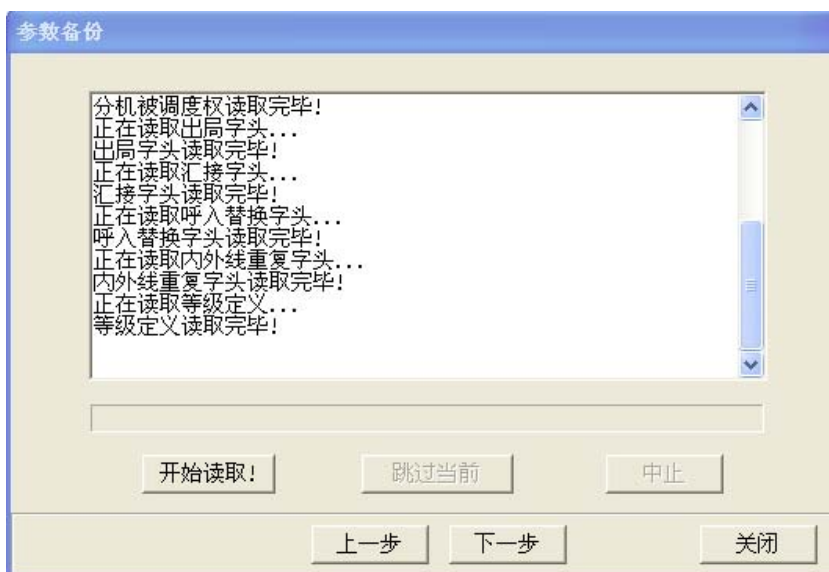 参数备份
分机被调度权读取完毕!
正在读取出局字头...
出局字头读取完毕!
正在读取汇接字头...
汇接字头读取完毕!
正在读取呼入替换字头...
呼入替换字头读取完毕!
正在读取内外线重复字头...
内外线重复字头读取完毕!
正在读取等级定义...
等级定义读取完毕!
开始读取! 跳过当前 中止
上一步 下一步 关闭